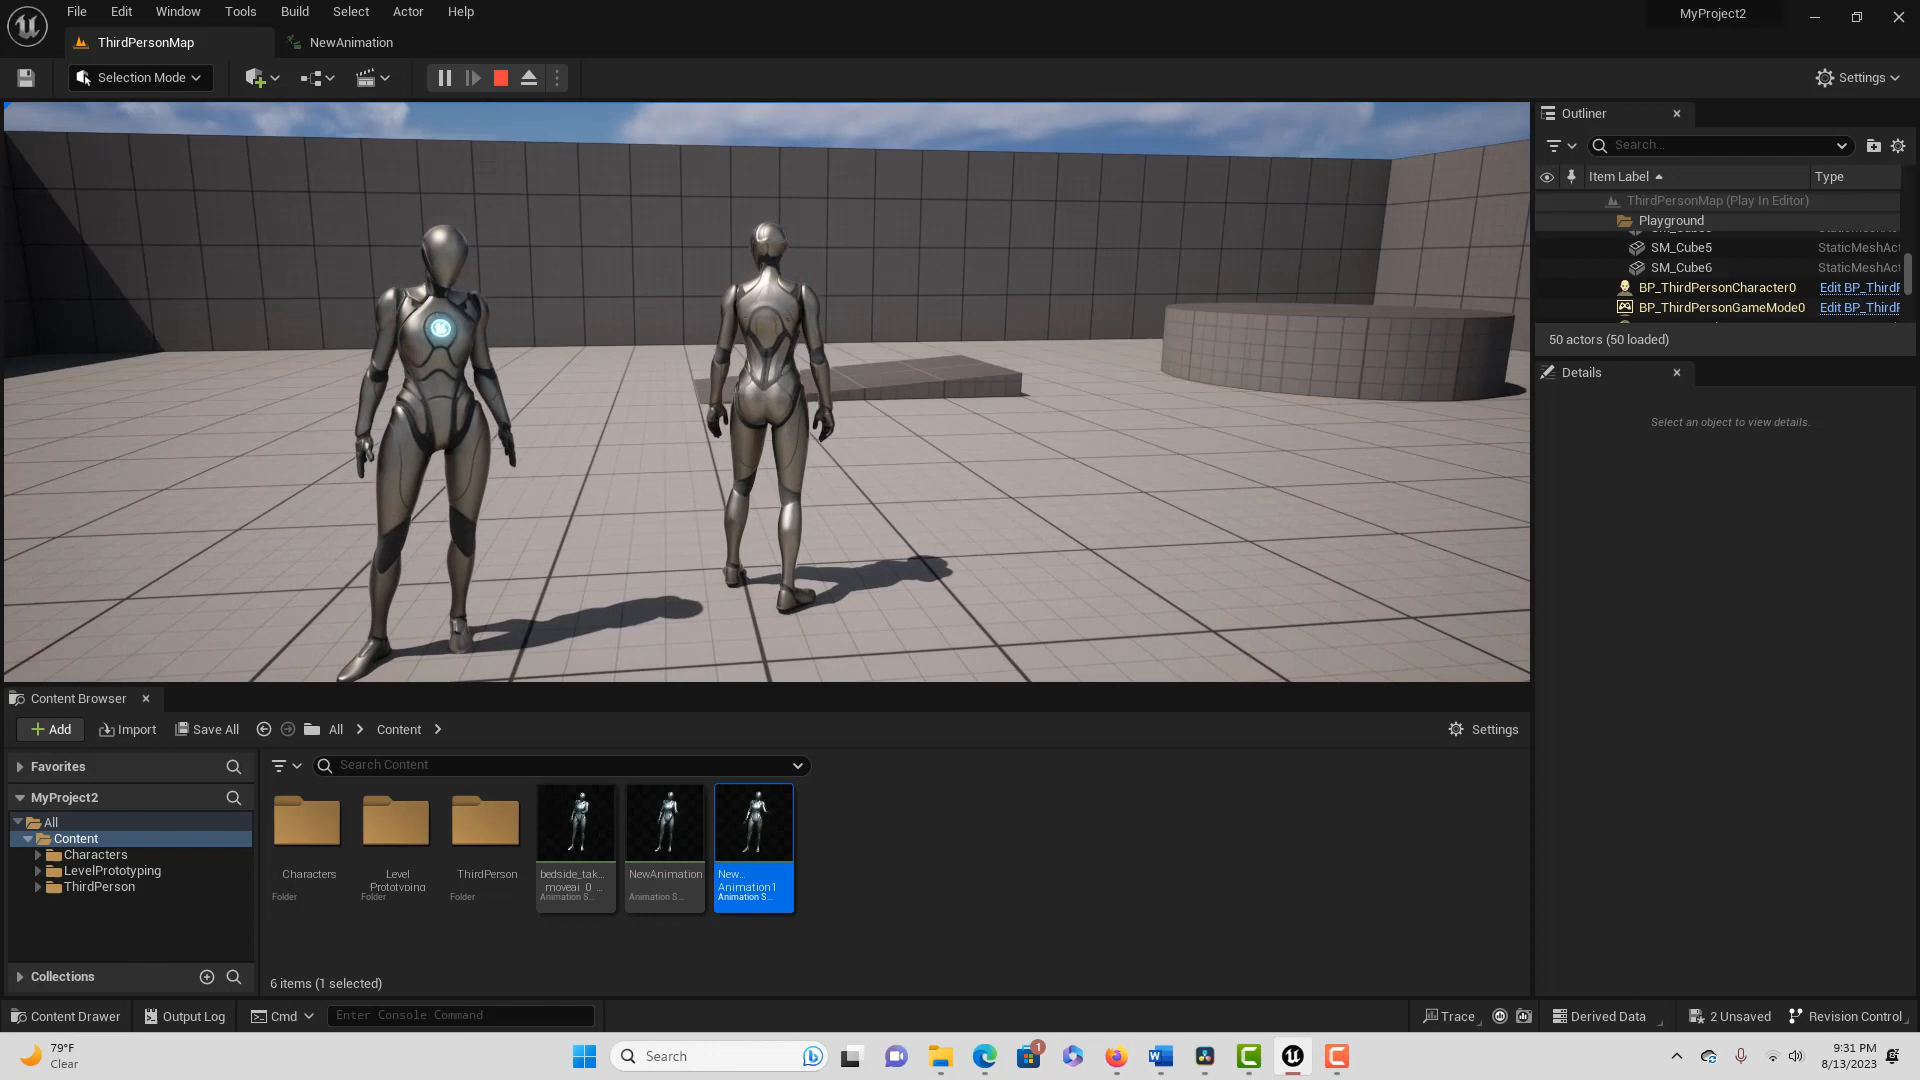 File Edit Window Tools Build Select Actor Help
MyProject2
ThirdPersonMap
NewAnimation
Selection Mode
Settings
Outliner
Search...
Item Label
Type
ThirdPersonMap (Play In Editor)
Playground
SM_Cube5
StaticMeshAct
SM_Cube6
StaticMeshAct
BP_ThirdPersonCharacter0
Edit BP_ThirdP
BP_ThirdPersonGameMode0
Edit BP_ThirdP
50 actors (50 loaded)
Details
Select an object to view details.
Content Browser
Add
Import
Save All
All
Content
Settings
Favorites
Search Content
MyProject2
All
Content
Characters
LevelPrototyping
ThirdPerson
Characters
Folder
Level
Prototyping
Folder
ThirdPerson
Folder
bedside_tak...
_moveai_0_...
Animation S...
NewAnimation
Animation S...
New...
Animation1
Animation S...
Collections
6 items (1 selected)
Content Drawer
Output Log
Cmd
Enter Console Command
Trace
Derived Data
2 Unsaved
Revision Control
79°F
Clear
Search
1
9:31 PM
8/13/2023